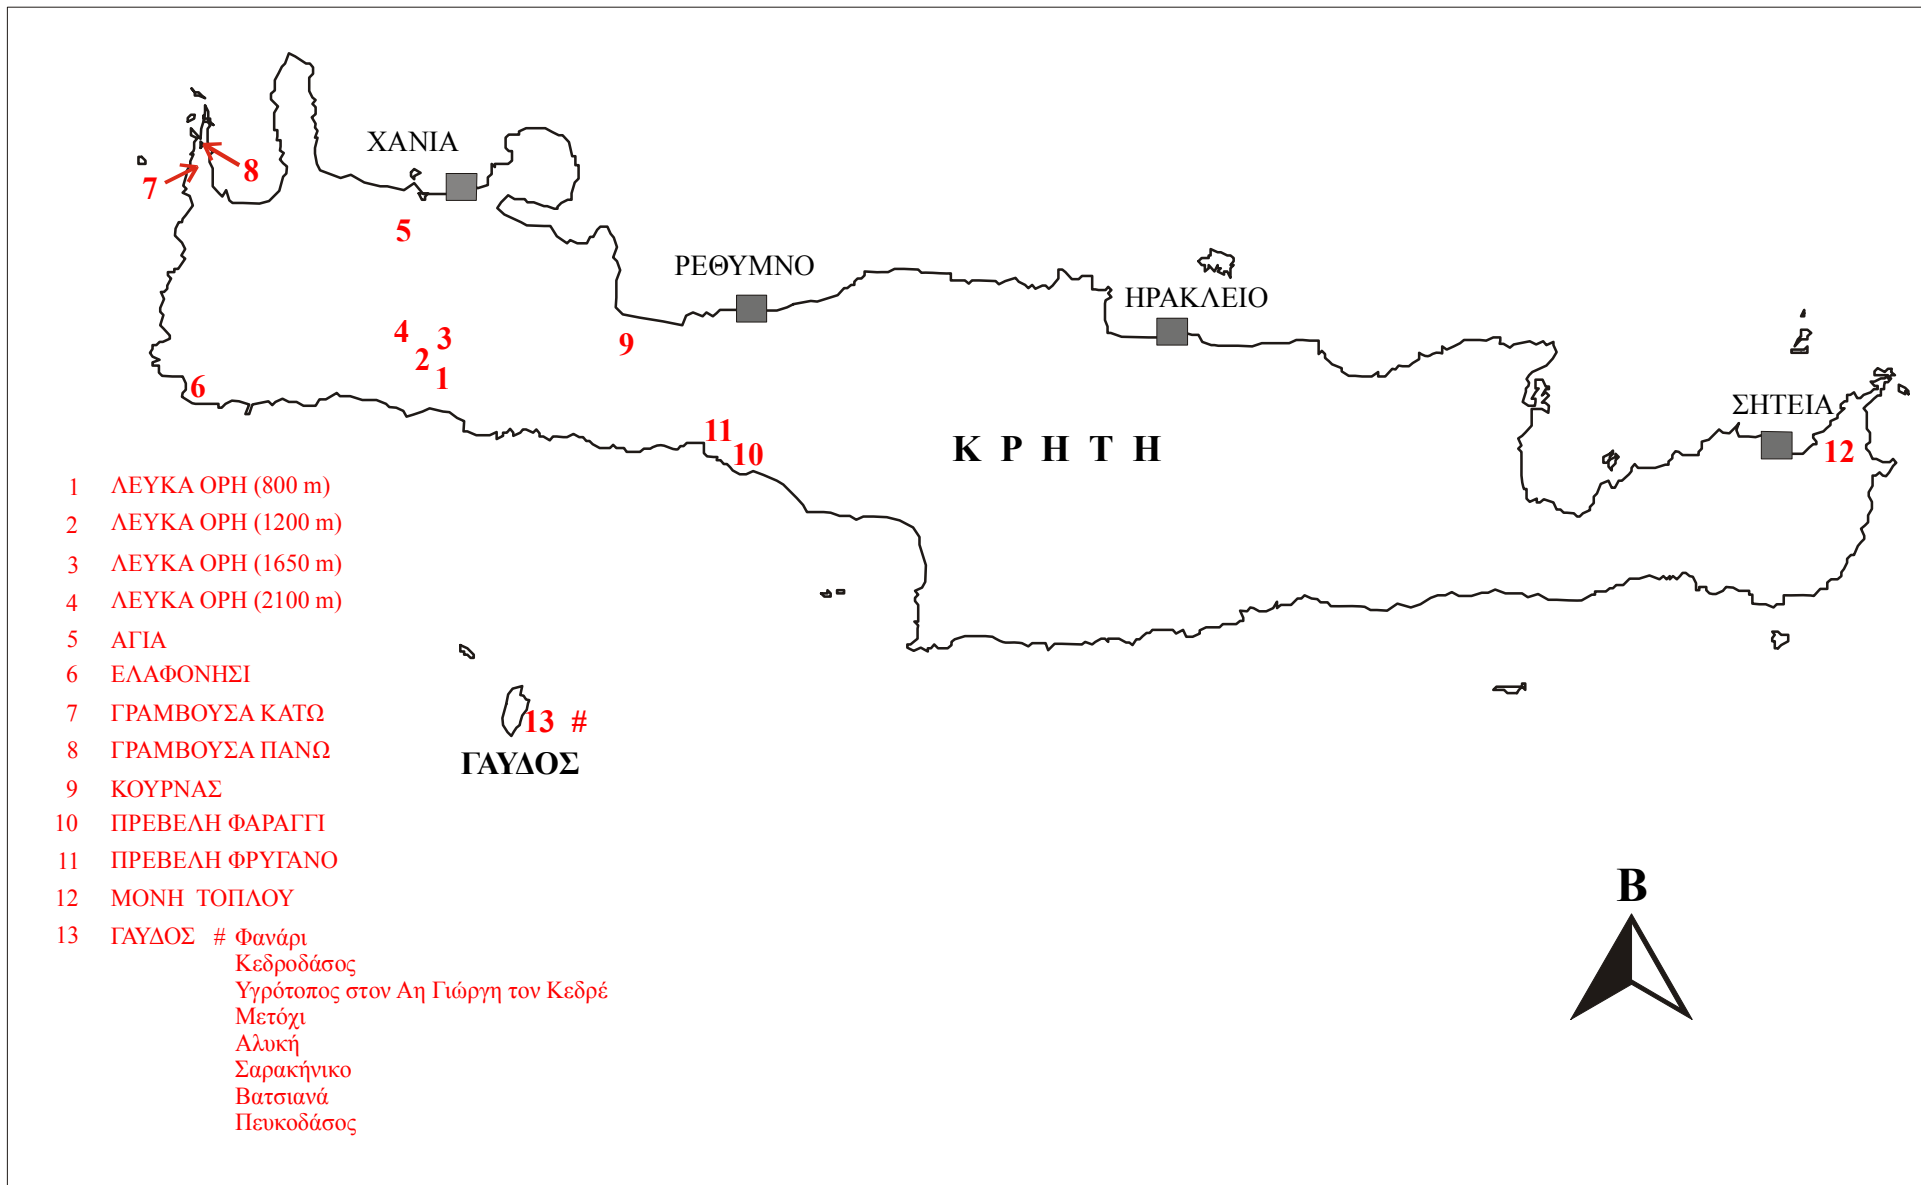 ΧΑΝΙΑ
8
7
5
ΡΕΘΥΜΝΟ
ΗΡΑΚΛΕΙΟ
4
3
9
2
1
6
ΣΗΤΕΙΑ
11
10
Κ Ρ Η Τ Η
12
1 ΛΕΥΚΑ ΟΡΗ (800 m)
2 ΛΕΥΚΑ ΟΡΗ (1200 m)
3 ΛΕΥΚΑ ΟΡΗ (1650 m)
4 ΛΕΥΚΑ ΟΡΗ (2100 m)
5 ΑΓΙΑ
6 ΕΛΑΦΟΝΗΣΙ
7 ΓΡΑΜΒΟΥΣΑ ΚΑΤΩ
8 ΓΡΑΜΒΟΥΣΑ ΠΑΝΩ
9 ΚΟΥΡΝΑΣ
10 ΠΡΕΒΕΛΗ ΦΑΡΑΓΓΙ
11 ΠΡΕΒΕΛΗ ΦΡΥΓΑΝΟ
12 ΜΟΝΗ ΤΟΠΛΟΥ
13 ΓΑΥΔΟΣ # Φανάρι
Κεδροδάσος
Υγρότοπος στον Αη Γιώργη τον Κεδρέ
Μετόχι
Αλυκή
Σαρακήνικο
Βατσιανά
Πευκοδάσος
13 #
ΓΑΥΔΟΣ
Β